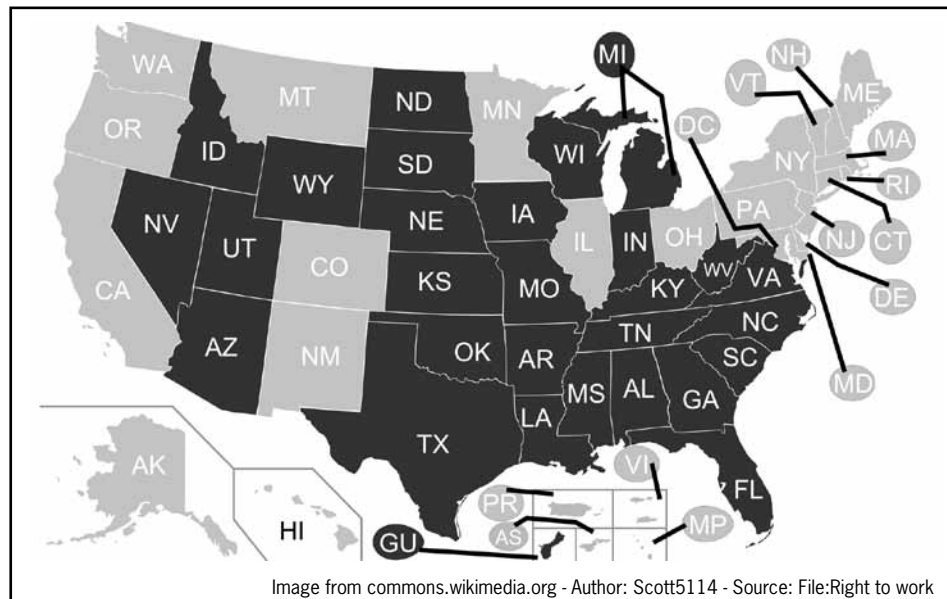 WA
MT
ND
MN
MI
NH
VT
ME
OR
ID
SD
WI
DC
MA
WY
NY
RI
NV
NE
IA
PA
UT
IL
IN
OH
NJ
CT
CO
WV
CA
KS
MO
KY
VA
DE
AZ
NM
OK
TN
NC
AR
SC
MD
MS
AL
GA
LA
TX
AK
VI
FL
PR
HI
AS
MP
GU
Image from commons.wikimedia.org - Author: Scott5114 - Source: File:Right to work